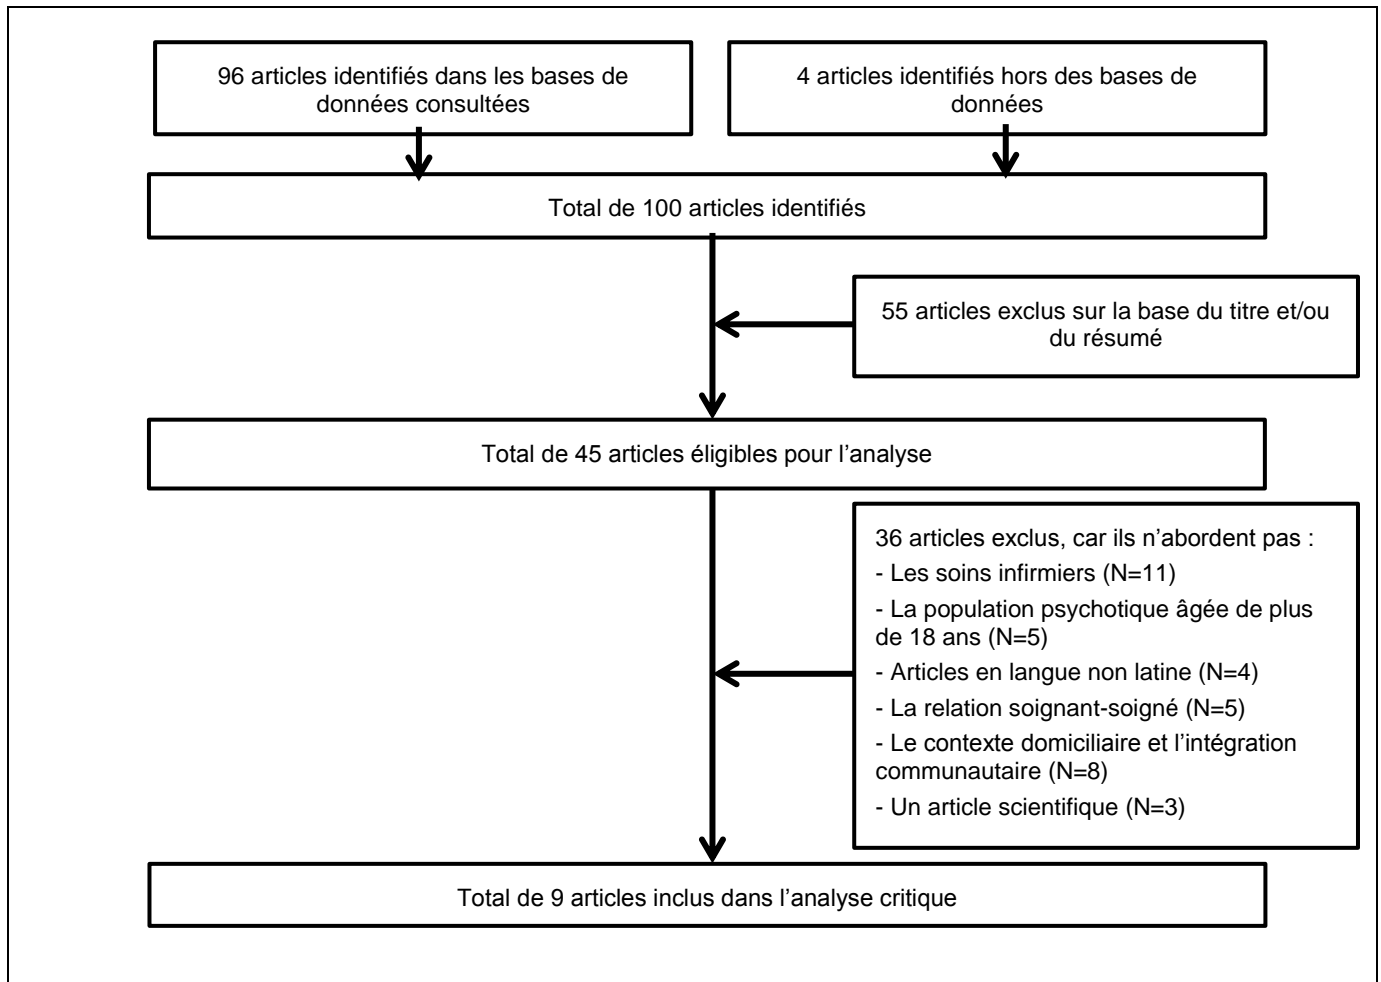 96 articles identifiés dans les bases de
données consultées
4 articles identifiés hors des bases de
données
Total de 100 articles identifiés
55 articles exclus sur la base du titre et/ou
du résumé
Total de 45 articles éligibles pour l’analyse
36 articles exclus, car ils n’abordent pas :
- Les soins infirmiers (N=11)
- La population psychotique âgée de plus
de 18 ans (N=5)
- Articles en langue non latine (N=4)
- La relation soignant-soigné (N=5)
- Le contexte domiciliaire et l’intégration
communautaire (N=8)
- Un article scientifique (N=3)
Total de 9 articles inclus dans l’analyse critique